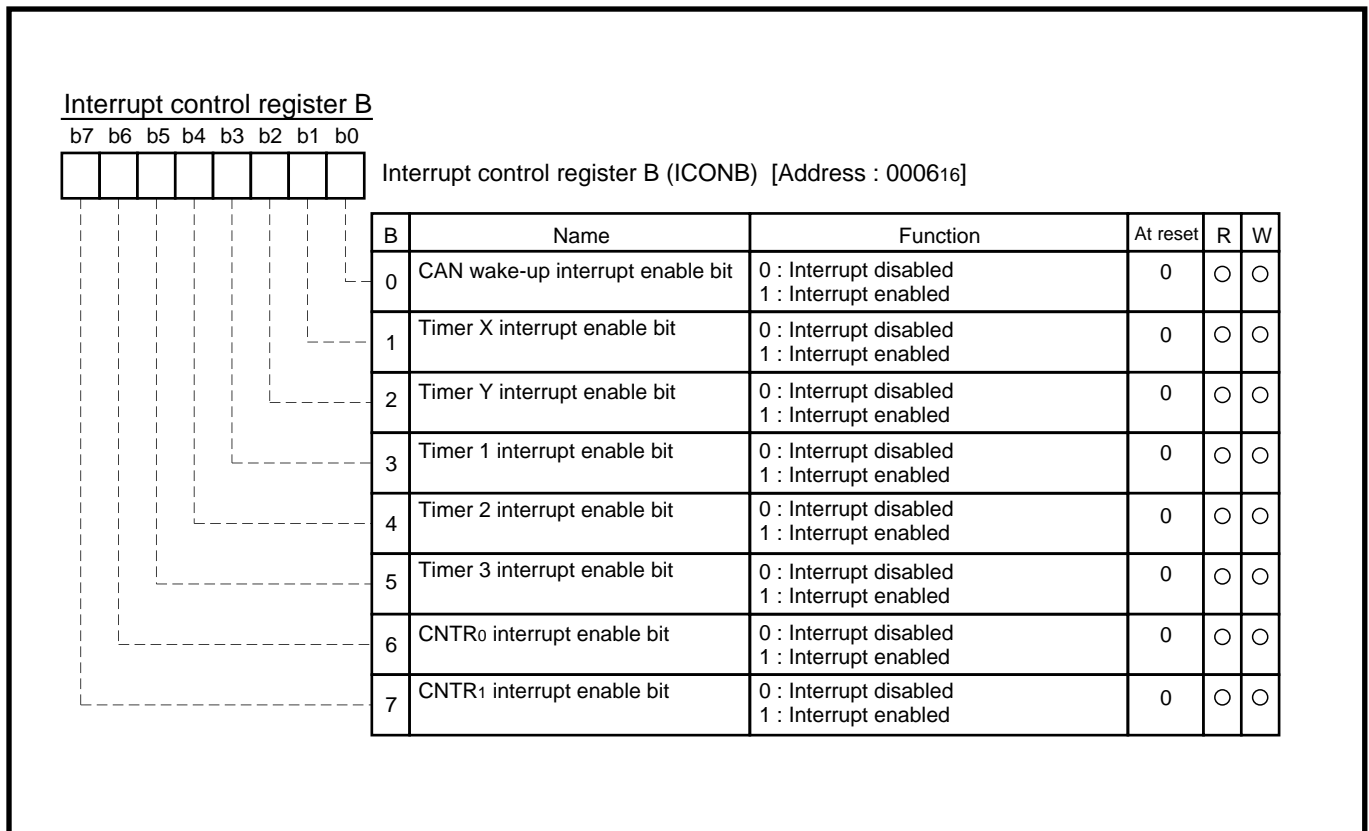 Interrupt control register B
b7 b6 b5 b4 b3 b2 b1 b0
Interrupt control register B (ICONB) [Address : 000616]
B Name Function At reset R W
0 CAN wake-up interrupt enable bit 0 : Interrupt disabled 0 ○ ○
1 : Interrupt enabled
1 Timer X interrupt enable bit 0 : Interrupt disabled 0 ○ ○
1 : Interrupt enabled
2 Timer Y interrupt enable bit 0 : Interrupt disabled 0 ○ ○
1 : Interrupt enabled
3 Timer 1 interrupt enable bit 0 : Interrupt disabled 0 ○ ○
1 : Interrupt enabled
4 Timer 2 interrupt enable bit 0 : Interrupt disabled 0 ○ ○
1 : Interrupt enabled
5 Timer 3 interrupt enable bit 0 : Interrupt disabled 0 ○ ○
1 : Interrupt enabled
6 CNTR0 interrupt enable bit 0 : Interrupt disabled 0 ○ ○
1 : Interrupt enabled
7 CNTR1 interrupt enable bit 0 : Interrupt disabled 0 ○ ○
1 : Interrupt enabled